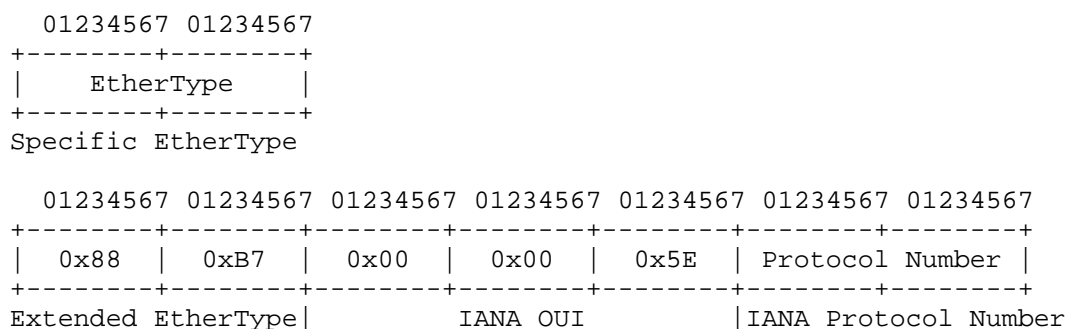 01234567 01234567
+--------+--------+
|    EtherType    |
+--------+--------+
Specific EtherType
01234567 01234567 01234567 01234567 01234567 01234567 01234567
+--------+--------+--------+--------+--------+--------+--------+
|  0x88  |  0xB7  |  0x00  |  0x00  |  0x5E  | Protocol Number |
+--------+--------+--------+--------+--------+--------+--------+
Extended EtherType|         IANA OUI         |IANA Protocol Number